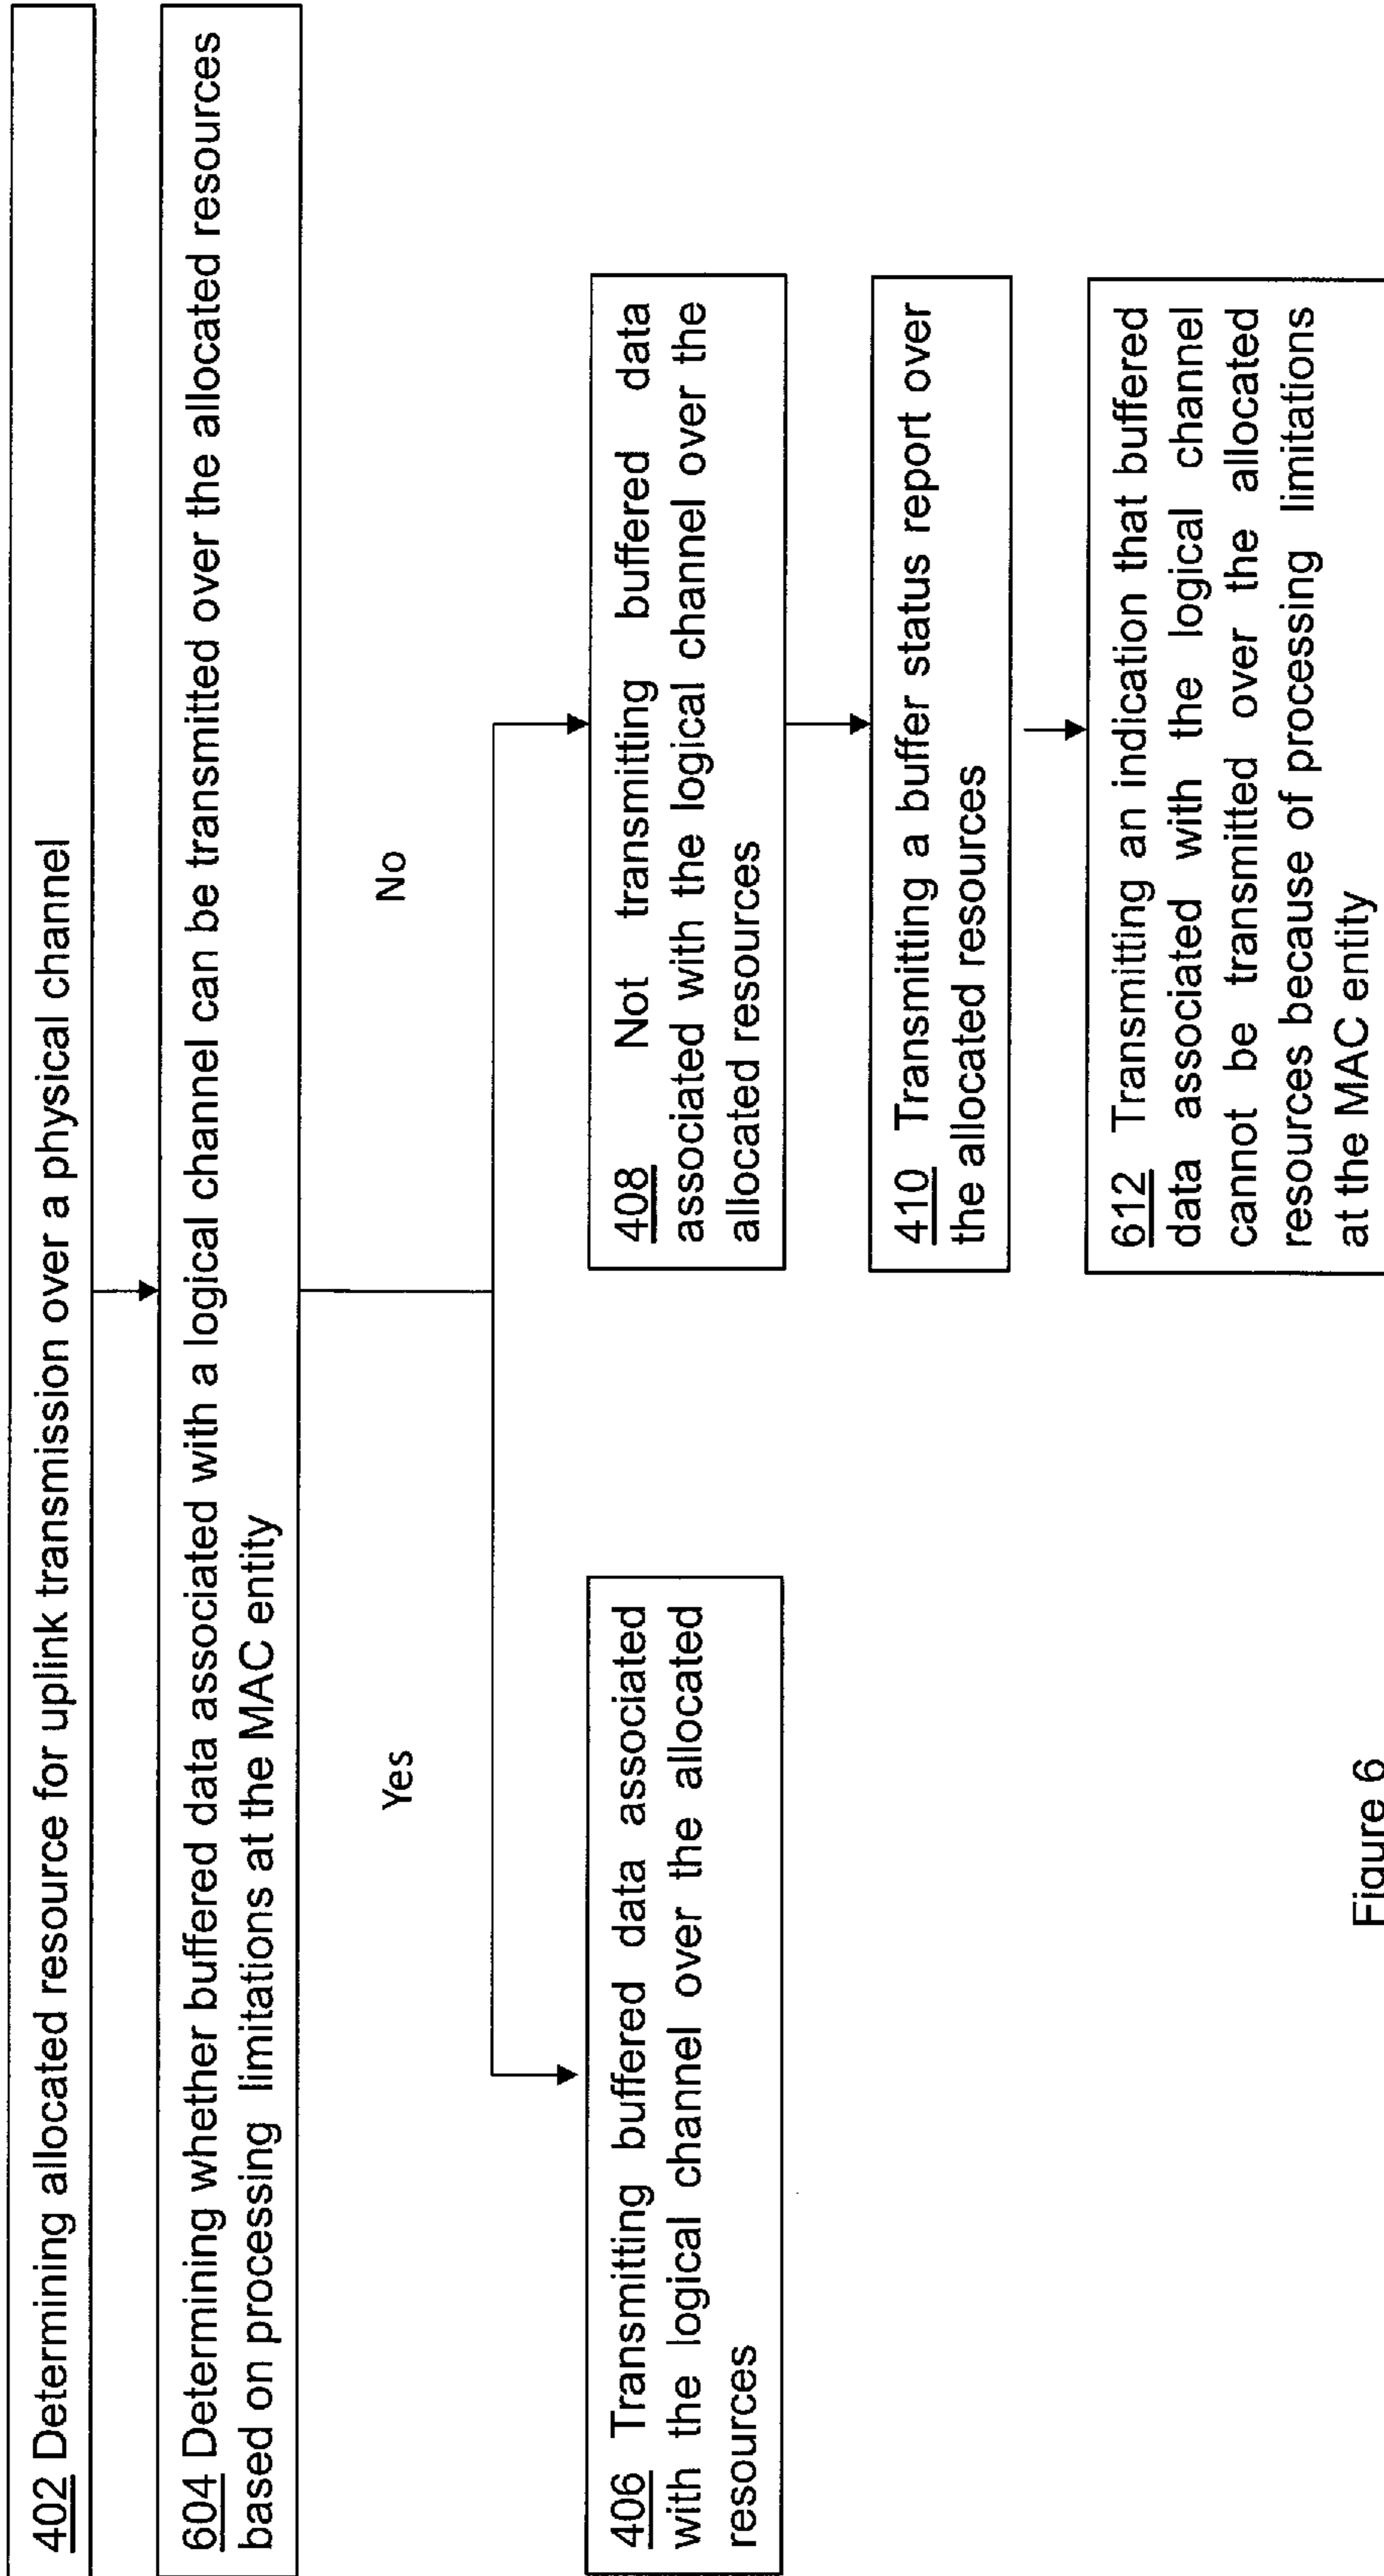 402 Determining allocated resource for uplink transmission over a physical channel
604 Determining whether buffered data associated with a logical channel can be transmitted over the allocated resources
based on processing limitations at the MAC entity
Yes
No
406 Transmitting buffered data associated
with the logical channel over the allocated
resources
408 Not transmitting buffered data
associated with the logical channel over the
allocated resources
410 Transmitting a buffer status report over
the allocated resources
612 Transmitting an indication that buffered
data associated with the logical channel
cannot be transmitted over the allocated
resources because of processing limitations
at the MAC entity
Figure 6